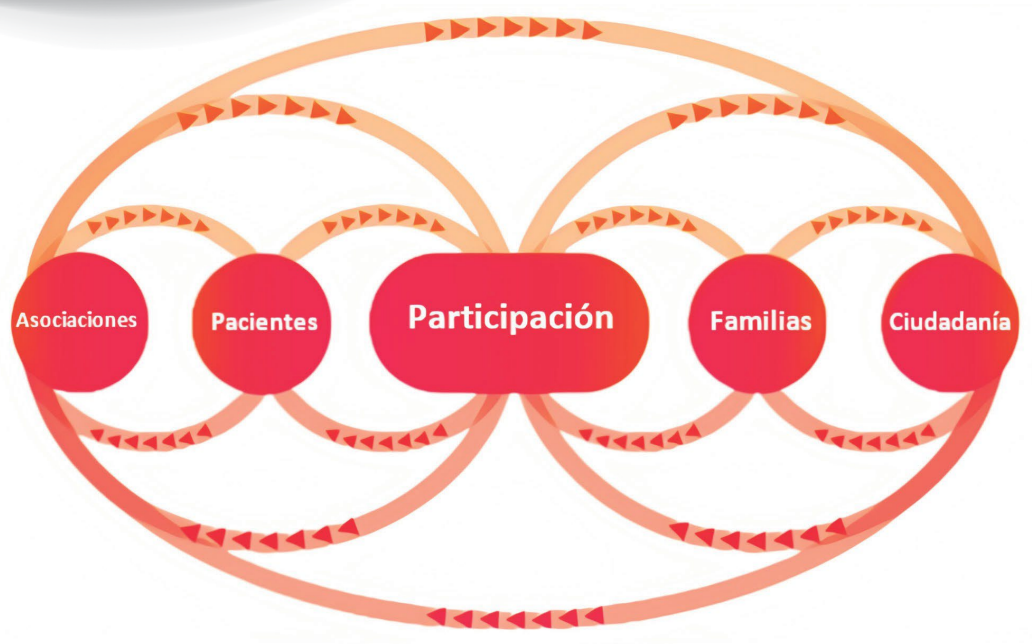 Asociaciones
Pacientes
Participación
Familias
Ciudadanía